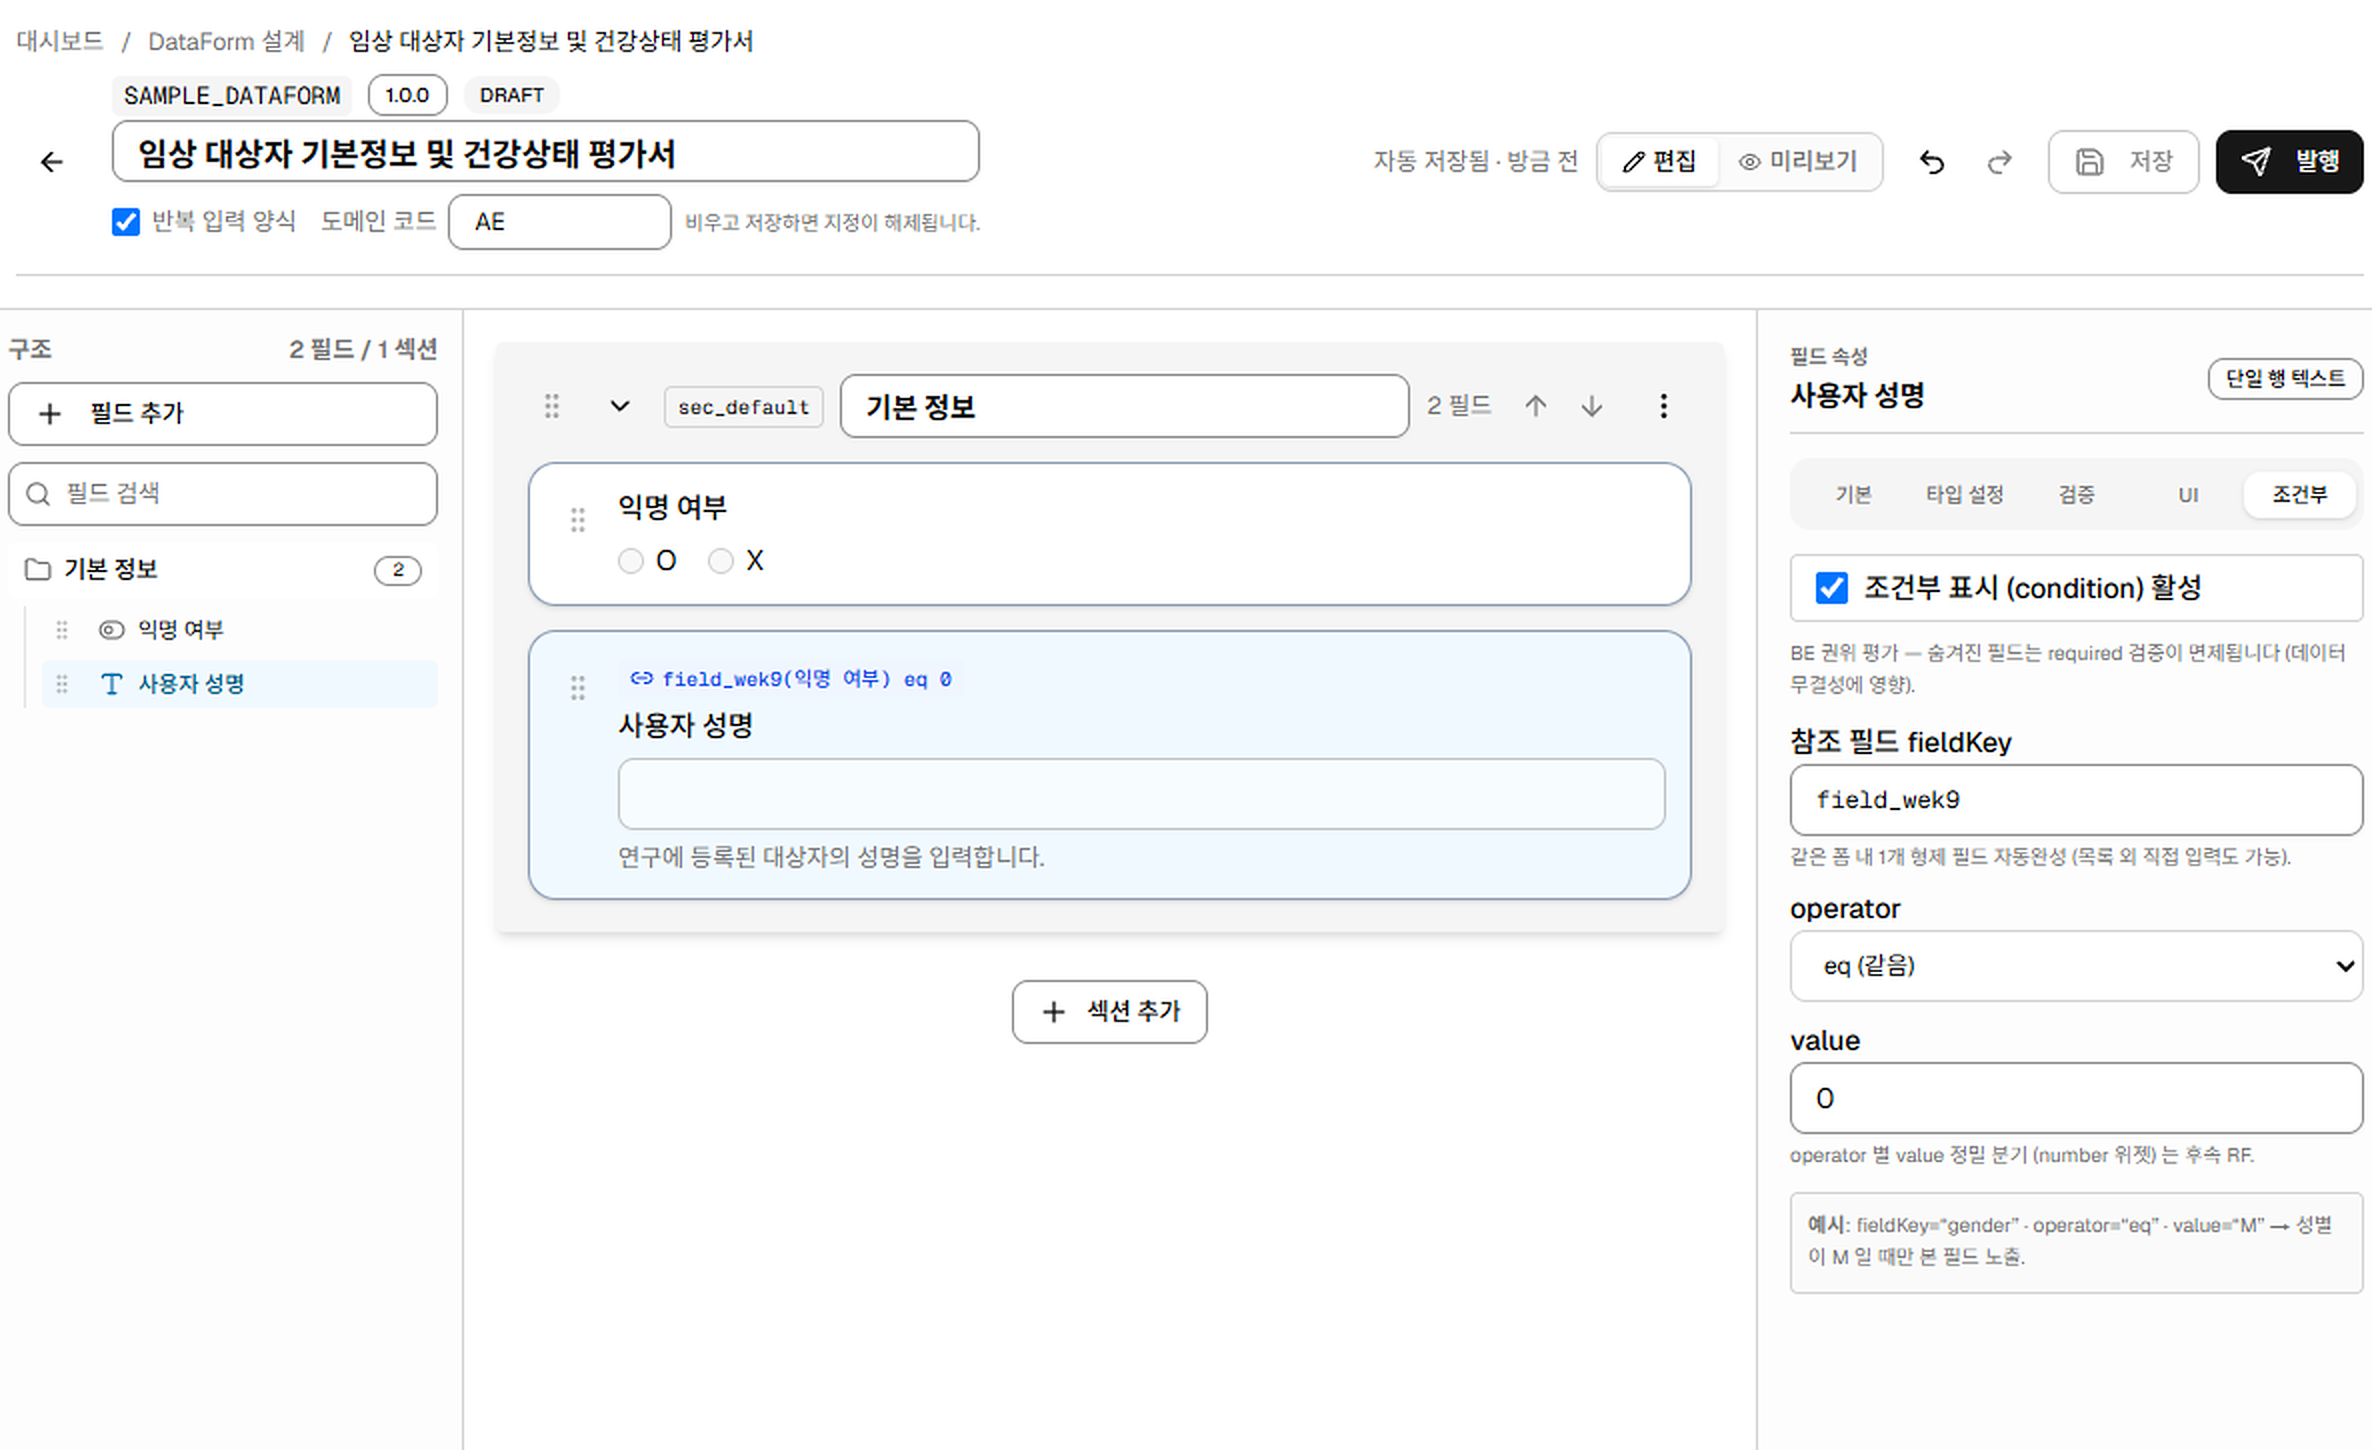 대시보드 / DataForm 설계 / 임상 대상자 기본정보 및 건강상태 평가서
SAMPLE_DATAFORM 1.0.0 DRAFT
임상 대상자 기본정보 및 건강상태 평가서
자동 저장됨 · 방금 전 편집 미리보기 저장 발행
반복 입력 양식 도메인 코드 AE 비우고 저장하면 지정이 해제됩니다.
구조 2 필드 / 1 섹션
필드 추가
필드 검색
기본 정보 2
익명 여부
사용자 성명
sec_default 기본 정보 2 필드
익명 여부
O X
field_wek9(익명 여부) eq O
사용자 성명
연구에 등록된 대상자의 성명을 입력합니다.
섹션 추가
필드 속성
사용자 성명 단일 행 텍스트
기본 타입 설정 검증 UI 조건부
조건부 표시 (condition) 활성
BE 권위 평가 — 숨겨진 필드는 required 검증이 면제됩니다 (데이터
무결성에 영향).
참조 필드 fieldKey
field_wek9
같은 폼 내 1개 형제 필드 자동완성 (목록 외 직접 입력도 가능).
operator
eq (같음)
value
O
operator 별 value 정밀 분기 (number 위젯) 는 후속 RF.
예시: fieldKey="gender" · operator="eq" · value="M" → 성별
이 M 일 때만 본 필드 노출.